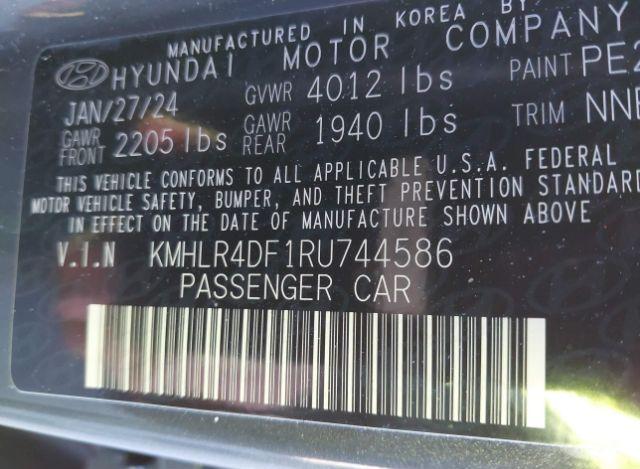 MANUFACTURED IN KOREA BY
HYUNDAI MOTOR COMPANY
JAN/27/24 GVWR 4012 lbs PAINT
GAWR FRONT 2205 lbs GAWR REAR 1940 lbs TRIM
THIS VEHICLE CONFORMS TO ALL APPLICABLE U.S.A. FEDERAL
MOTOR VEHICLE SAFETY, BUMPER, AND THEFT PREVENTION STANDARD
IN EFFECT ON THE DATE OF MANUFACTURE SHOWN ABOVE
V.I.N KMHLR4DF1RU744586
PASSENGER CAR